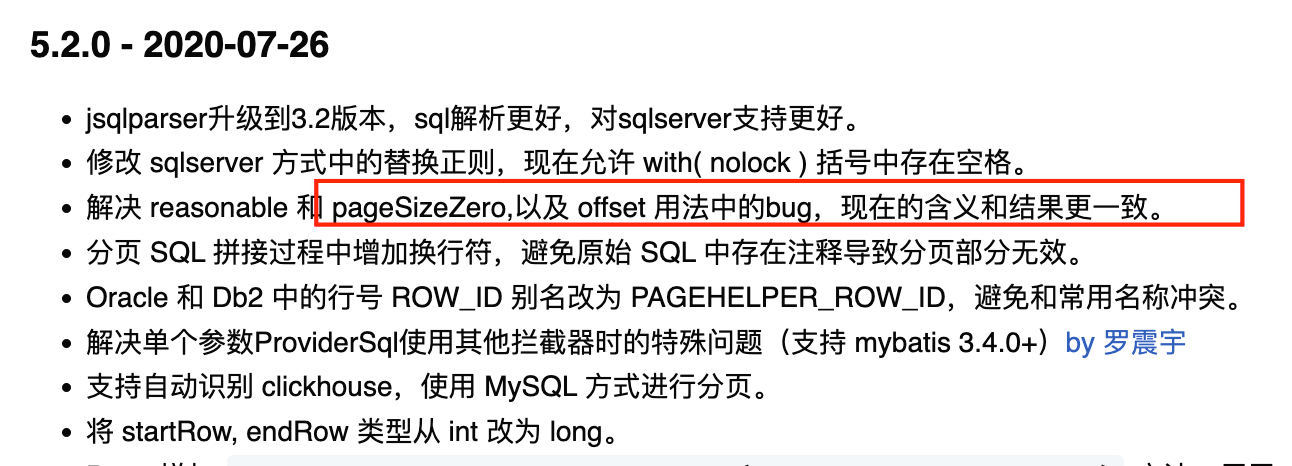 5.2.0 - 2020-07-26
jsqlparser升级到3.2版本，sql解析更好，对sqlserver支持更好。
修改 sqlserver 方式中的替换正则，现在允许 with( nolock ) 括号中存在空格。
解决 reasonable 和 pageSizeZero,以及 offset 用法中的bug，现在的含义和结果更一致。
分页 SQL 拼接过程中增加换行符，避免原始 SQL 中存在注释导致分页部分无效。
Oracle 和 Db2 中的行号 ROW_ID 别名改为 PAGEHELPER_ROW_ID，避免和常用名称冲突。
解决单个参数ProviderSql使用其他拦截器时的特殊问题（支持 mybatis 3.4.0+）by 罗震宇
支持自动识别 clickhouse，使用 MySQL 方式进行分页。
将 startRow, endRow 类型从 int 改为 long。